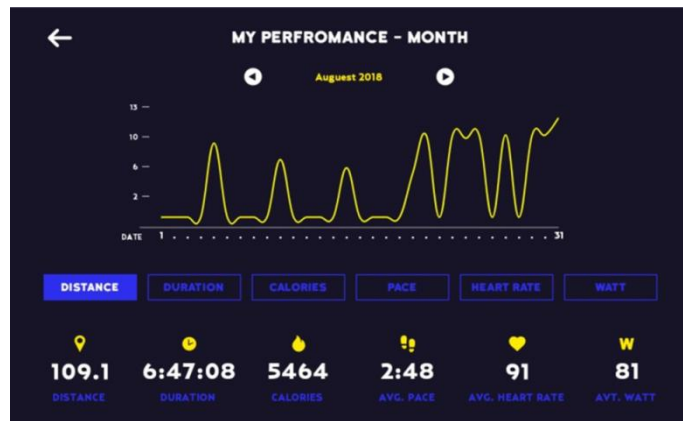 MY PERFROMANCE - MONTH
Auguest 2018
13
10
6
2
DATE 1 31
DISTANCE DURATION CALORIES PACE HEART RATE WATT
W
109.1 6:47:08 5464 2:48 91 81
DISTANCE DURATION CALORIES AVG. PACE AVG. HEART RATE AVT. WATT